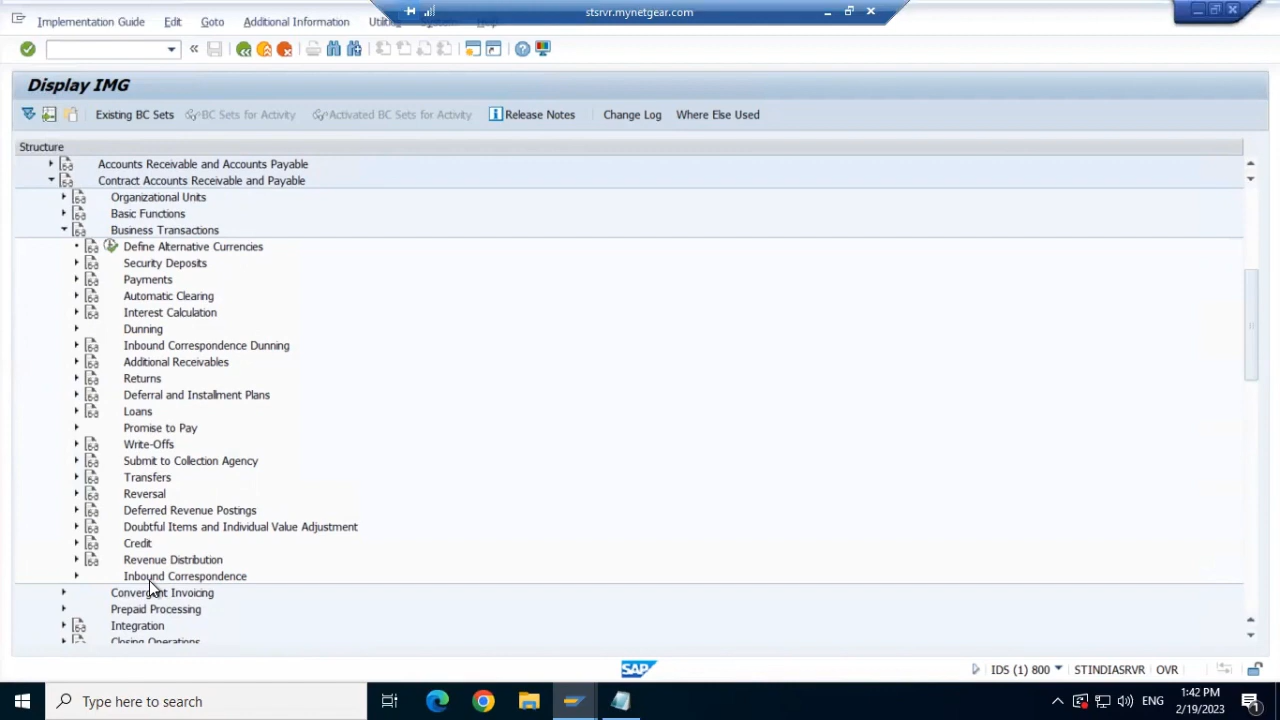 stsrvr.mynetgear.com
Implementation Guide Edit Goto Additional Information
Display IMG
Existing BC Sets BC Sets for Activity Activated BC Sets for Activity Release Notes Change Log Where Else Used
Structure
Accounts Receivable and Accounts Payable
Contract Accounts Receivable and Payable
Organizational Units
Basic Functions
Business Transactions
Define Alternative Currencies
Security Deposits
Payments
Automatic Clearing
Interest Calculation
Dunning
Inbound Correspondence Dunning
Additional Receivables
Returns
Deferral and Installment Plans
Loans
Promise to Pay
Write-Offs
Submit to Collection Agency
Transfers
Reversal
Deferred Revenue Postings
Doubtful Items and Individual Value Adjustment
Credit
Revenue Distribution
Inbound Correspondence
Convergent Invoicing
Prepaid Processing
Integration
Closing Operations
SAP IDS (1) 800 STINDIASRVR OVR
Type here to search
ENG
1:42 PM
2/19/2023